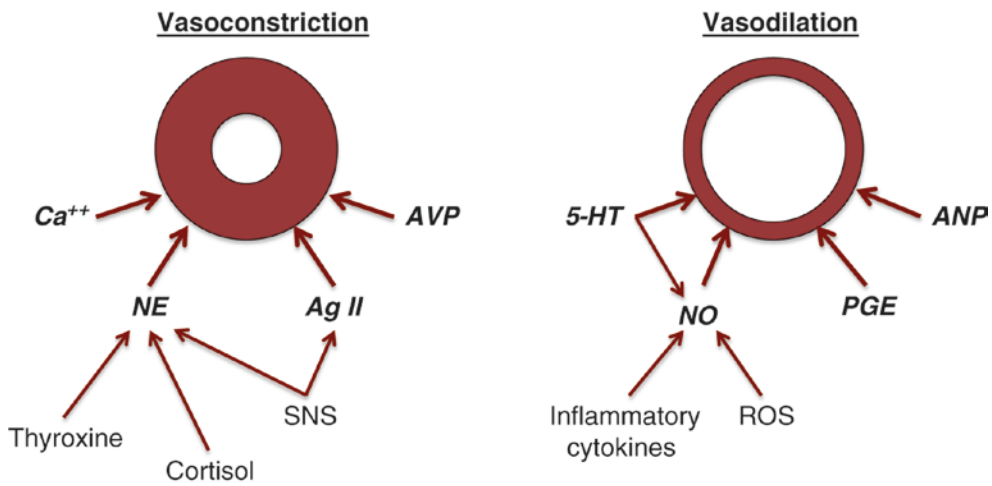 Vasoconstriction
Vasodilation
Ca++
AVP
5-HT
ANP
NE
Ag II
NO
PGE
SNS
Thyroxine
Cortisol
Inflammatory
cytokines
ROS